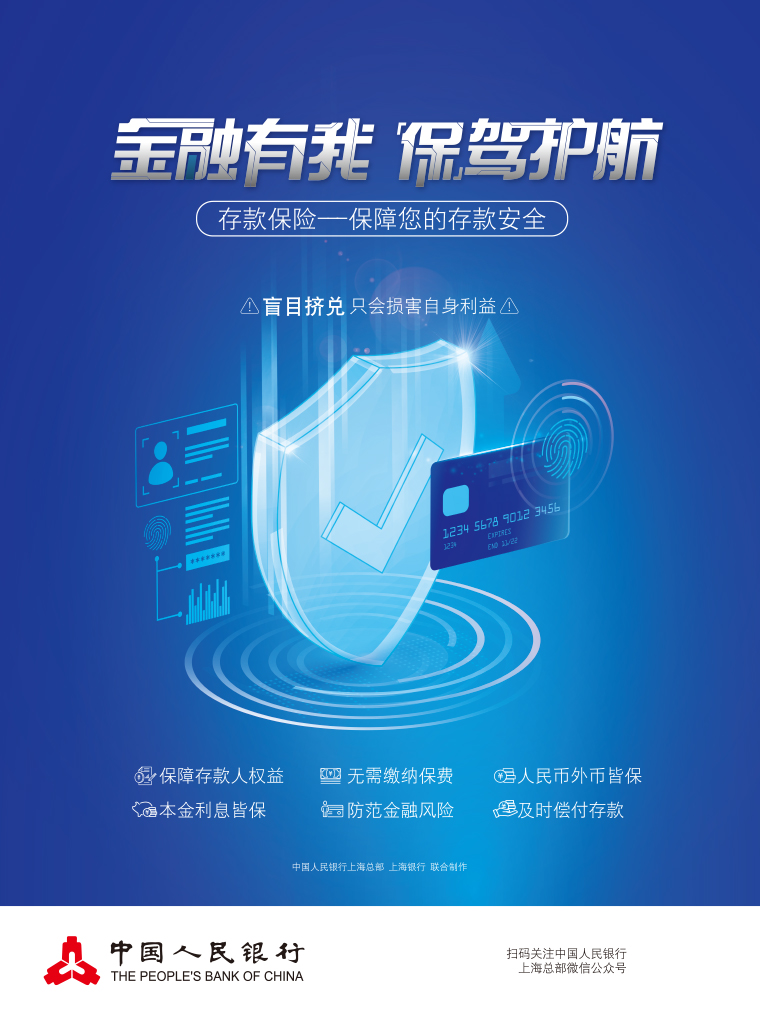 金融有我 保驾护航
存款保险——保障您的存款安全
盲目挤兑 只会损害自身利益
1234 5678 9012 3456
1234
EXPIRES
END 11/22
*******
保障存款人权益 无需缴纳保费 人民币外币皆保
本金利息皆保 防范金融风险 及时偿付存款
中国人民银行上海总部 上海银行 联合制作
中国人民银行
THE PEOPLE'S BANK OF CHINA
扫码关注中国人民银行
上海总部微信公众号